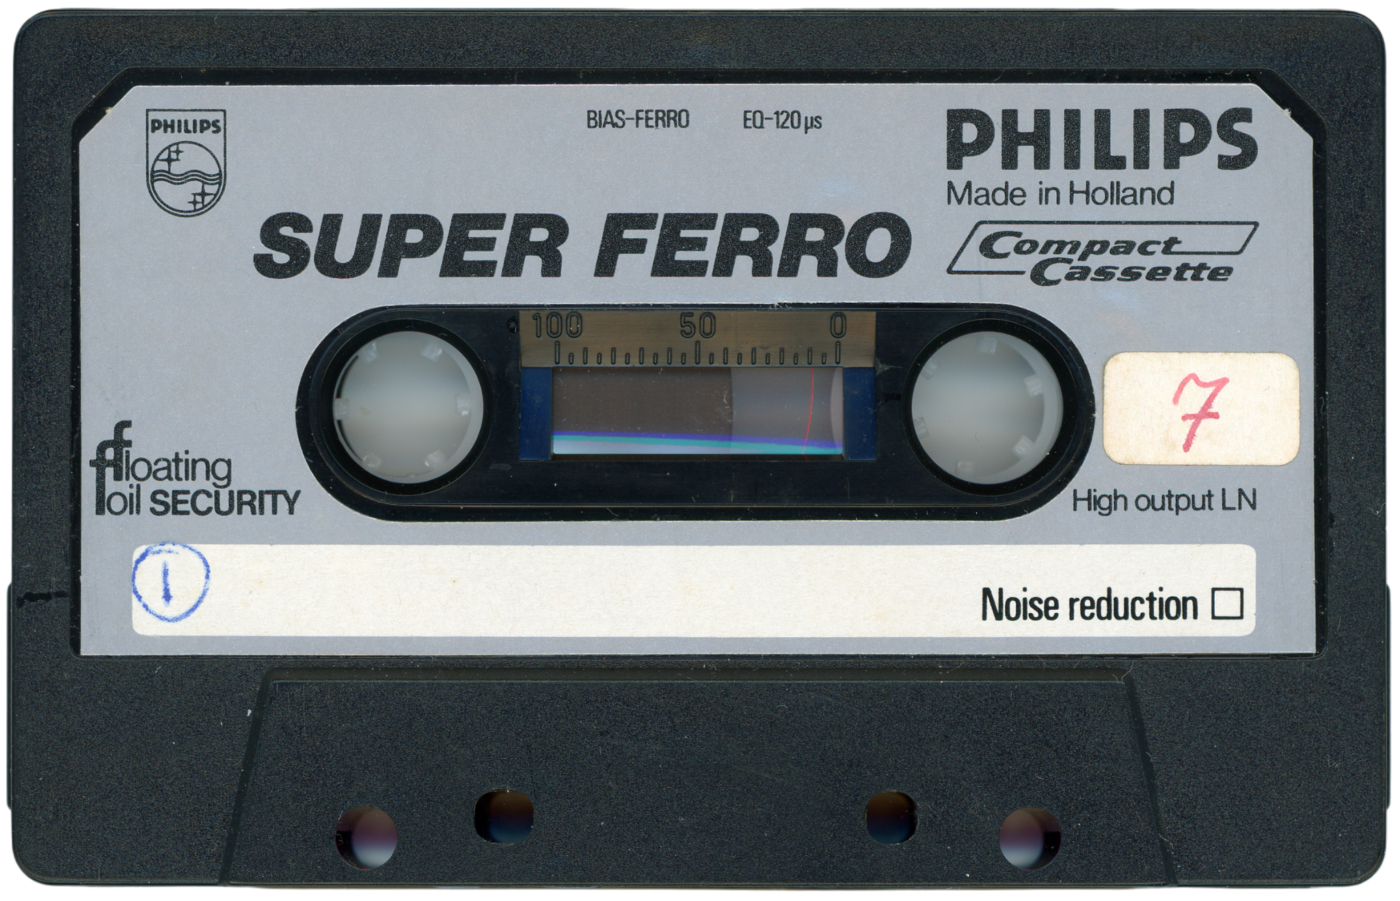 PHILIPS
BIAS-FERRO EQ-120 µs
PHILIPS
Made in Holland
SUPER FERRO
Compact
Cassette
100 50 0
7
floating
foil SECURITY
High output LN
1
Noise reduction